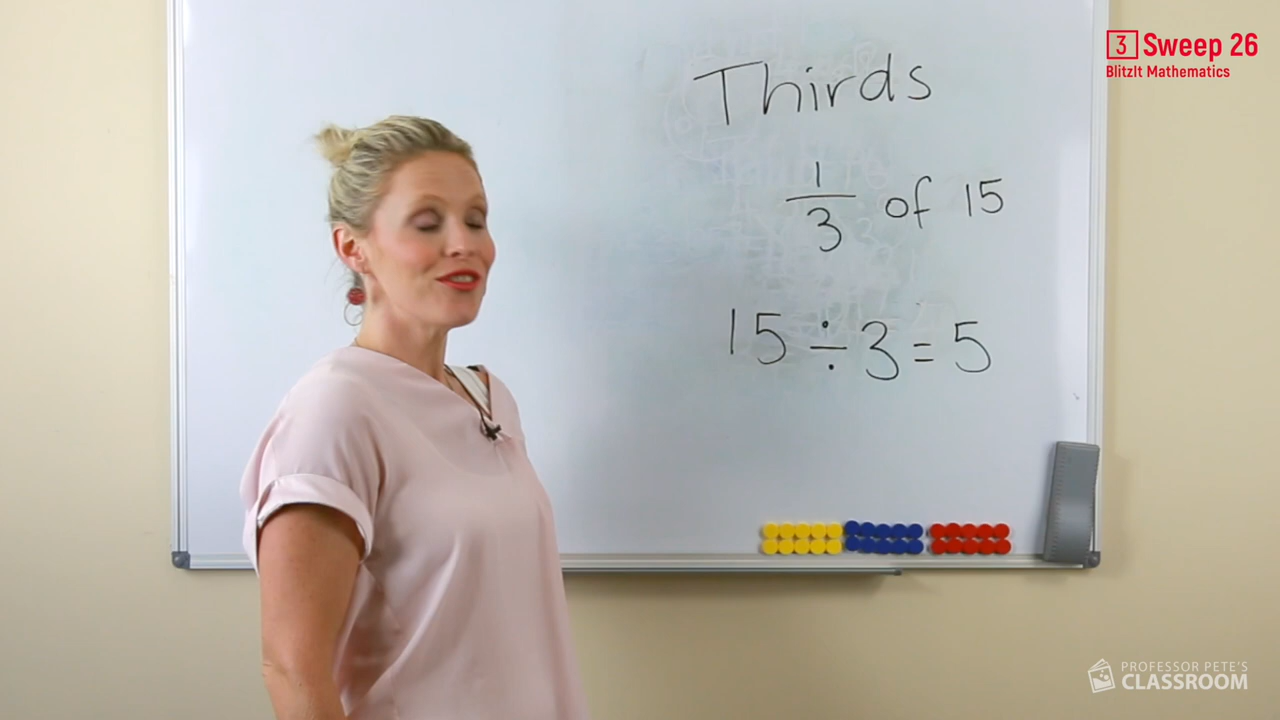 3 Sweep 26
BlitzIt Mathematics
Thirds
1/3 of 15
15 ÷ 3 = 5
PROFESSOR PETE'S
CLASSROOM